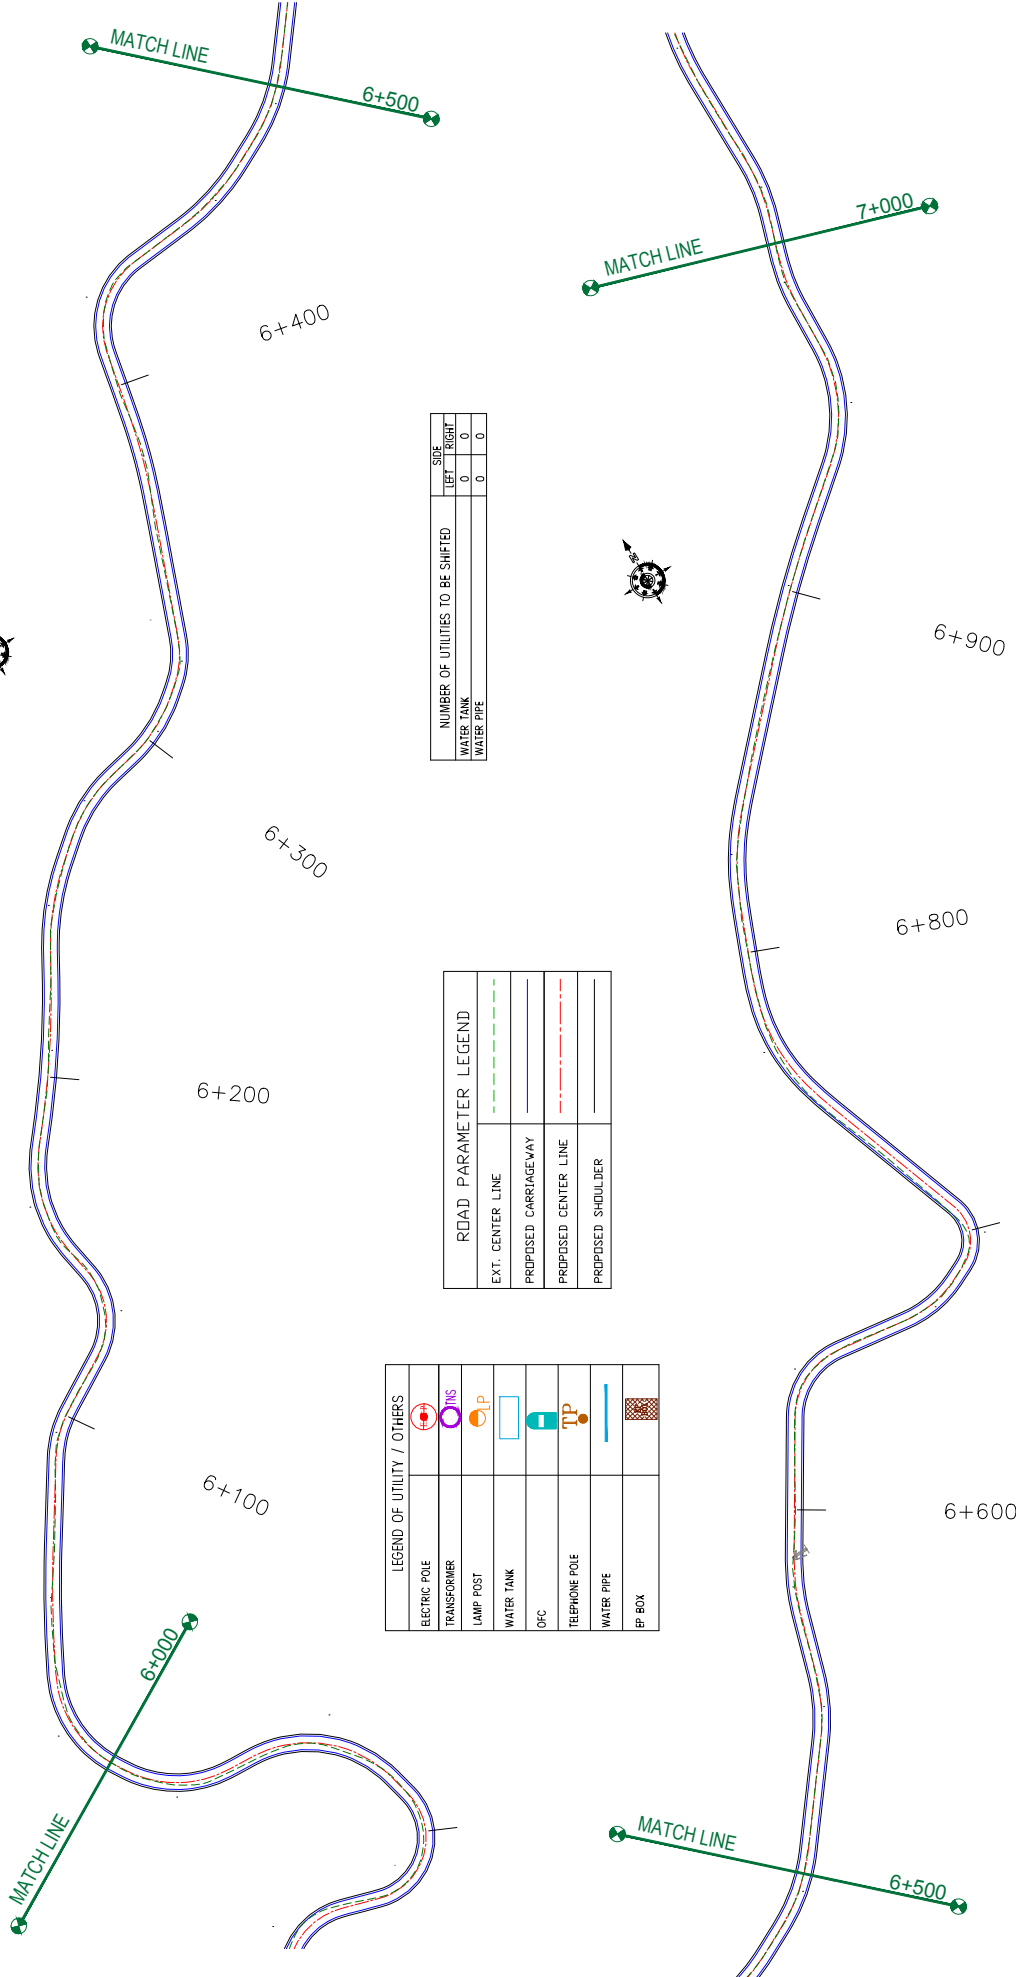 MATCH LINE
6+500
6+400
6+300
6+200
6+100
6+000
MATCH LINE
NUMBER OF UTILITIES TO BE SHIFTED
SIDE
LEFT RIGHT
WATER TANK 0 0
WATER PIPE 0 0
ROAD PARAMETER LEGEND
EXT. CENTER LINE
PROPOSED CARRIAGEWAY
PROPOSED CENTER LINE
PROPOSED SHOULDER
LEGEND OF UTILITY / OTHERS
ELECTRIC POLE
TRANSFORMER TNS
LAMP POST LP
WATER TANK
OFC
TELEPHONE POLE TP
WATER PIPE
EP BOX
7+000
MATCH LINE
6+900
6+800
6+600
MATCH LINE
6+500